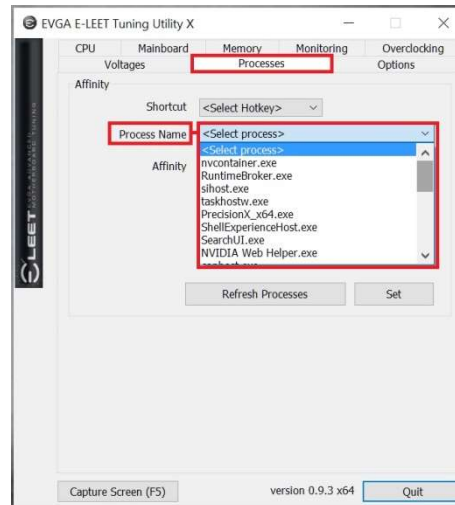 EVGA E-LEET Tuning Utility X
CPU Mainboard Memory Monitoring Overclocking
Voltages Processes Options
Affinity
Shortcut <Select Hotkey>
Process Name <Select process>
<Select process>
nvcontainer.exe
Affinity RuntimeBroker.exe
sihost.exe
taskhostw.exe
PrecisionX_x64.exe
ShellExperienceHost.exe
SearchUI.exe
NVIDIA Web Helper.exe
Refresh Processes Set
ELEET
Capture Screen (F5) version 0.9.3 x64 Quit